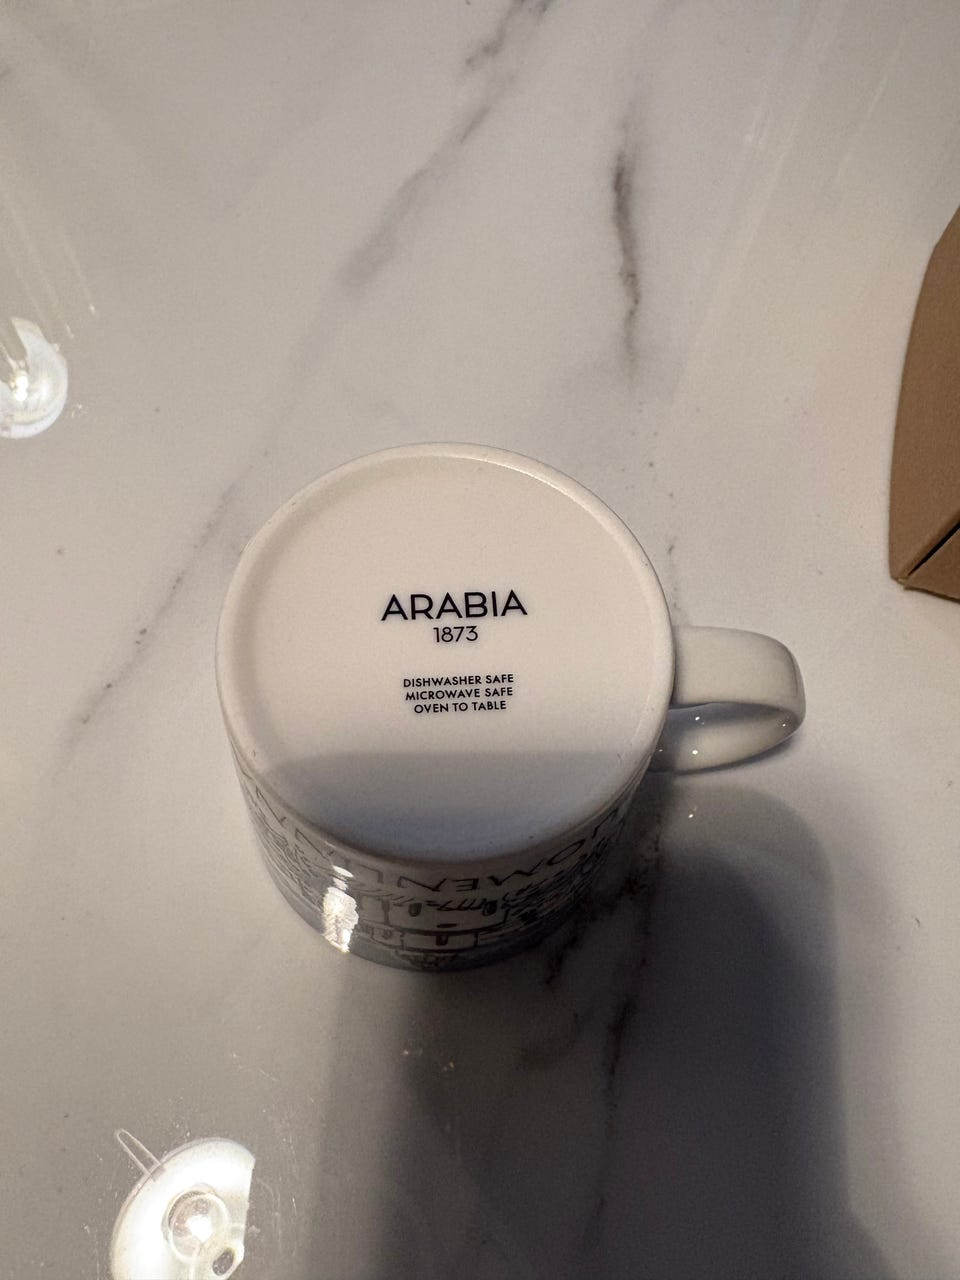 ARABIA
1873
DISHWASHER SAFE
MICROWAVE SAFE
OVEN TO TABLE